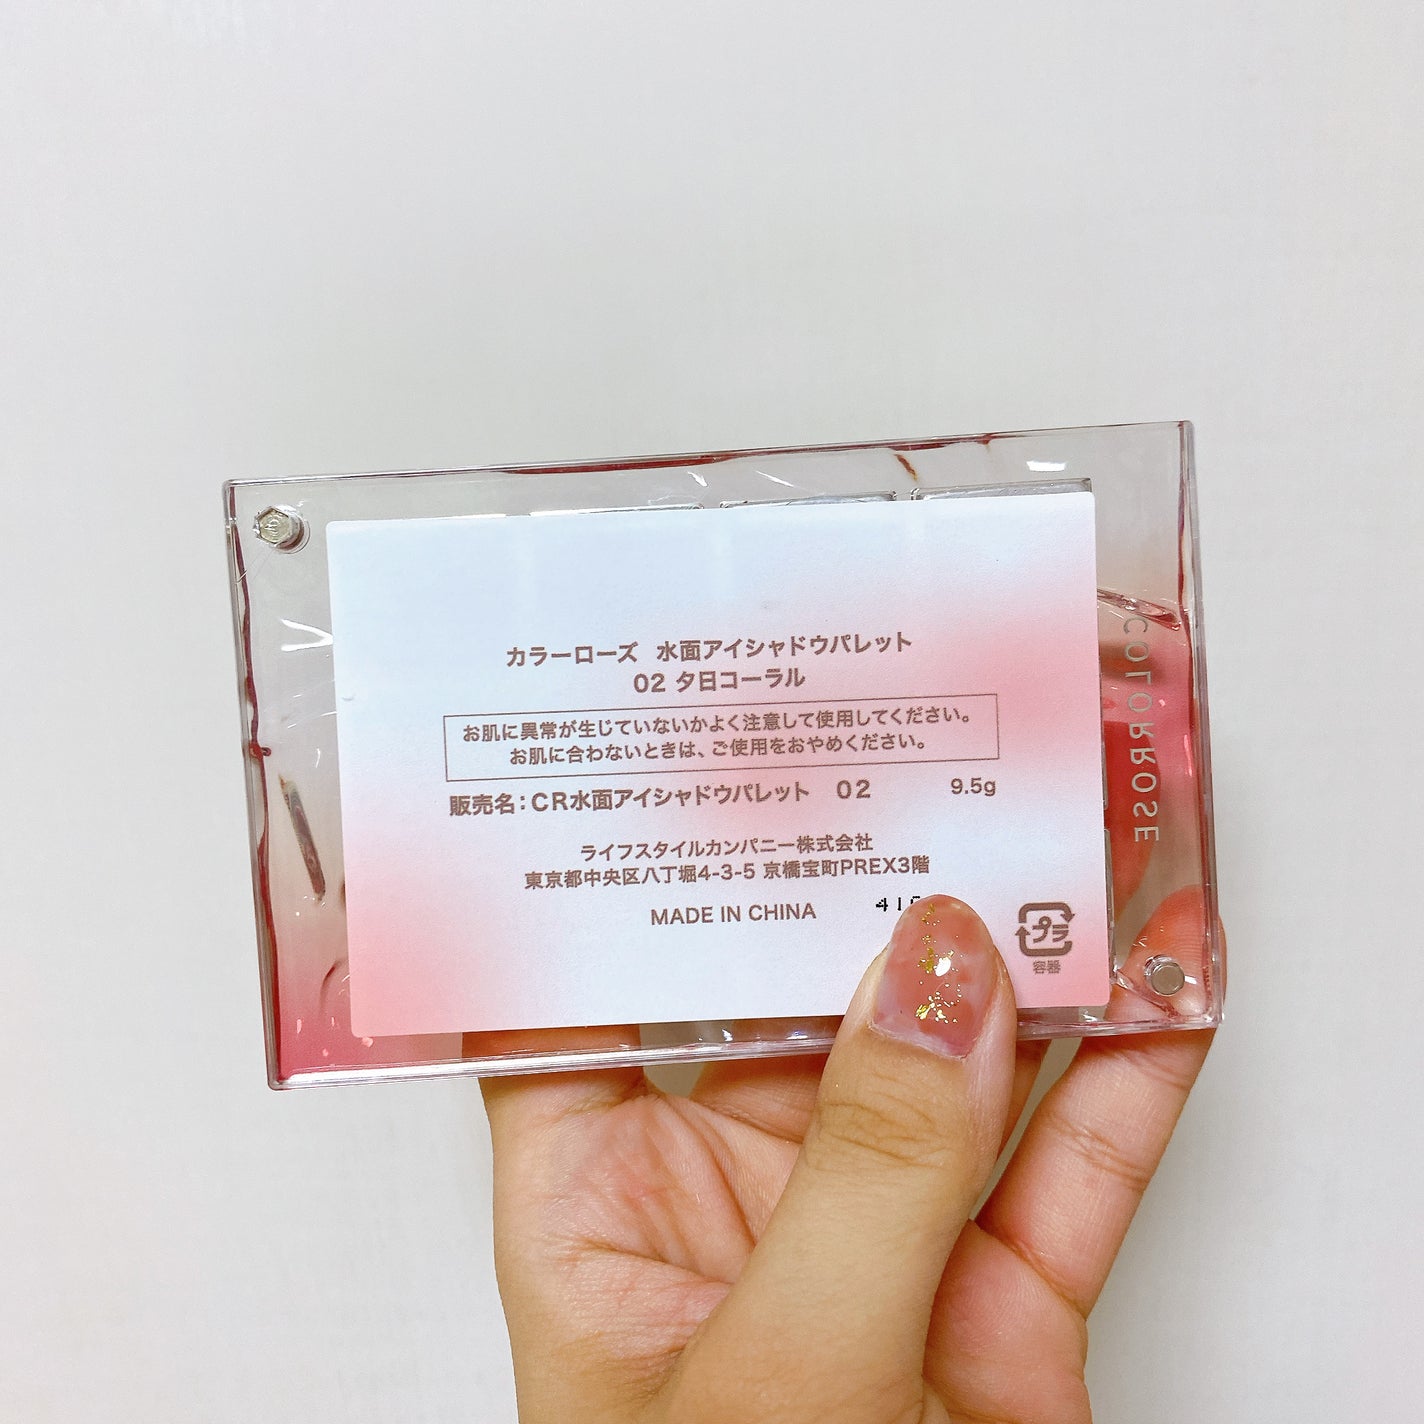 カラーローズ 水面アイシャドウパレット
02 夕日コーラル
お肌に異常が生じていないかよく注意して使用してください。
お肌に合わないときは、ご使用をおやめください。
販売名：CR水面アイシャドウパレット 02 9.5g
ライフスタイルカンパニー株式会社
東京都中央区八丁堀4-3-5 京橋宝町PREX3階
MADE IN CHINA
プラ
容器
COLORROSE